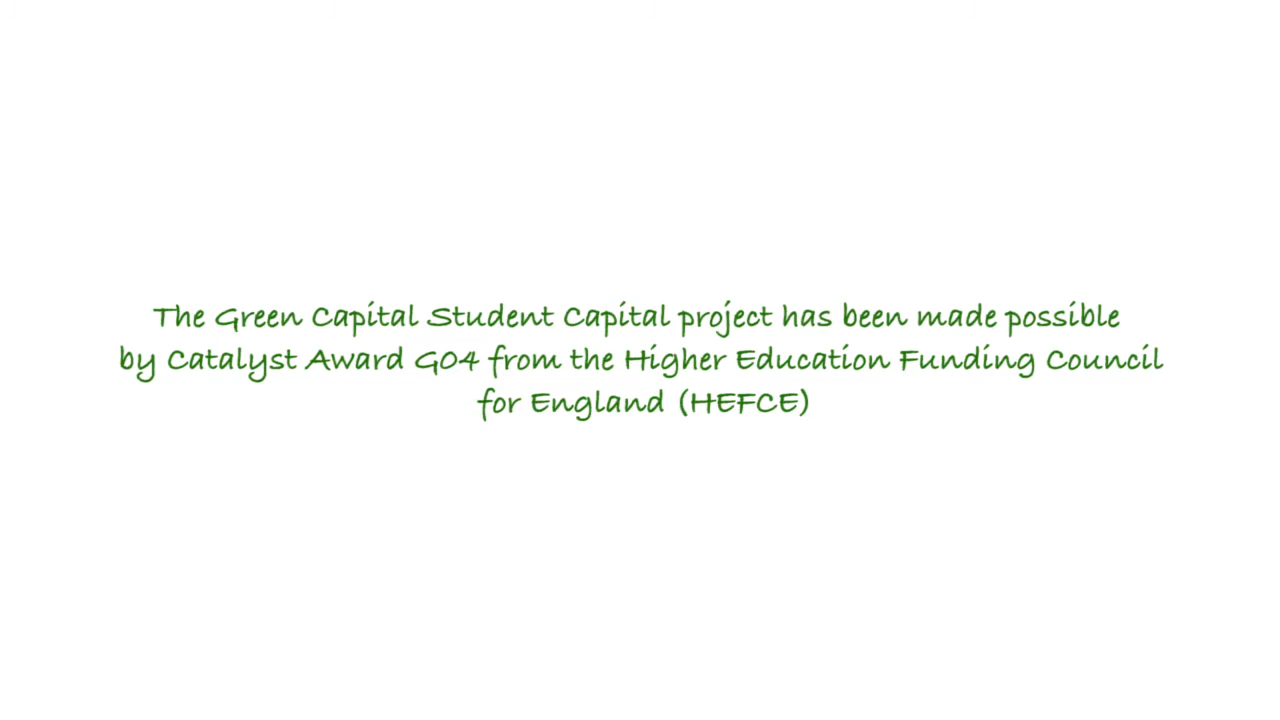 The Green Capital Student Capital project has been made possible
by Catalyst Award G04 from the Higher Education Funding Council
for England (HEFCE)